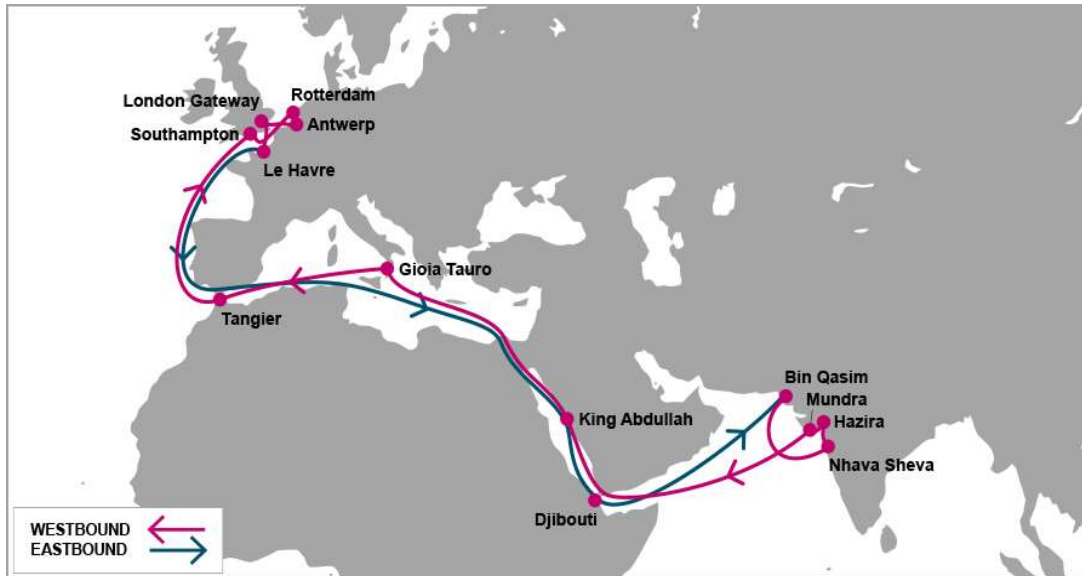 Rotterdam
London Gateway
Antwerp
Southampton
Le Havre
Gioia Tauro
Tangier
Bin Qasim
Mundra
Hazira
King Abdullah
Nhava Sheva
Djibouti
WESTBOUND
EASTBOUND